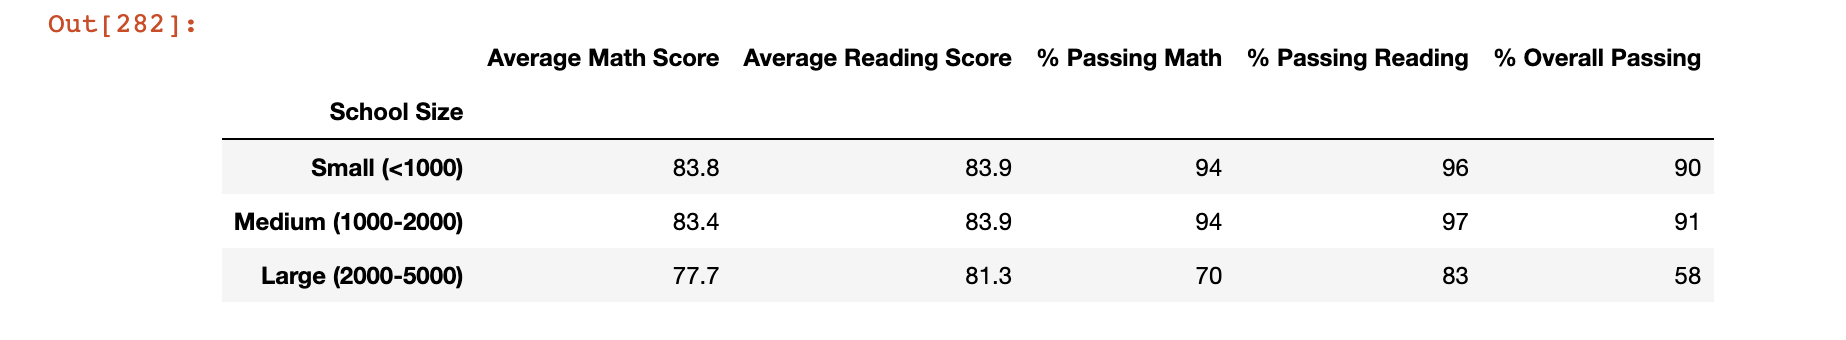 Out[282]:
Average Math Score Average Reading Score % Passing Math % Passing Reading % Overall Passing
School Size
Small (<1000) 83.8 83.9 94 96 90
Medium (1000-2000) 83.4 83.9 94 97 91
Large (2000-5000) 77.7 81.3 70 83 58